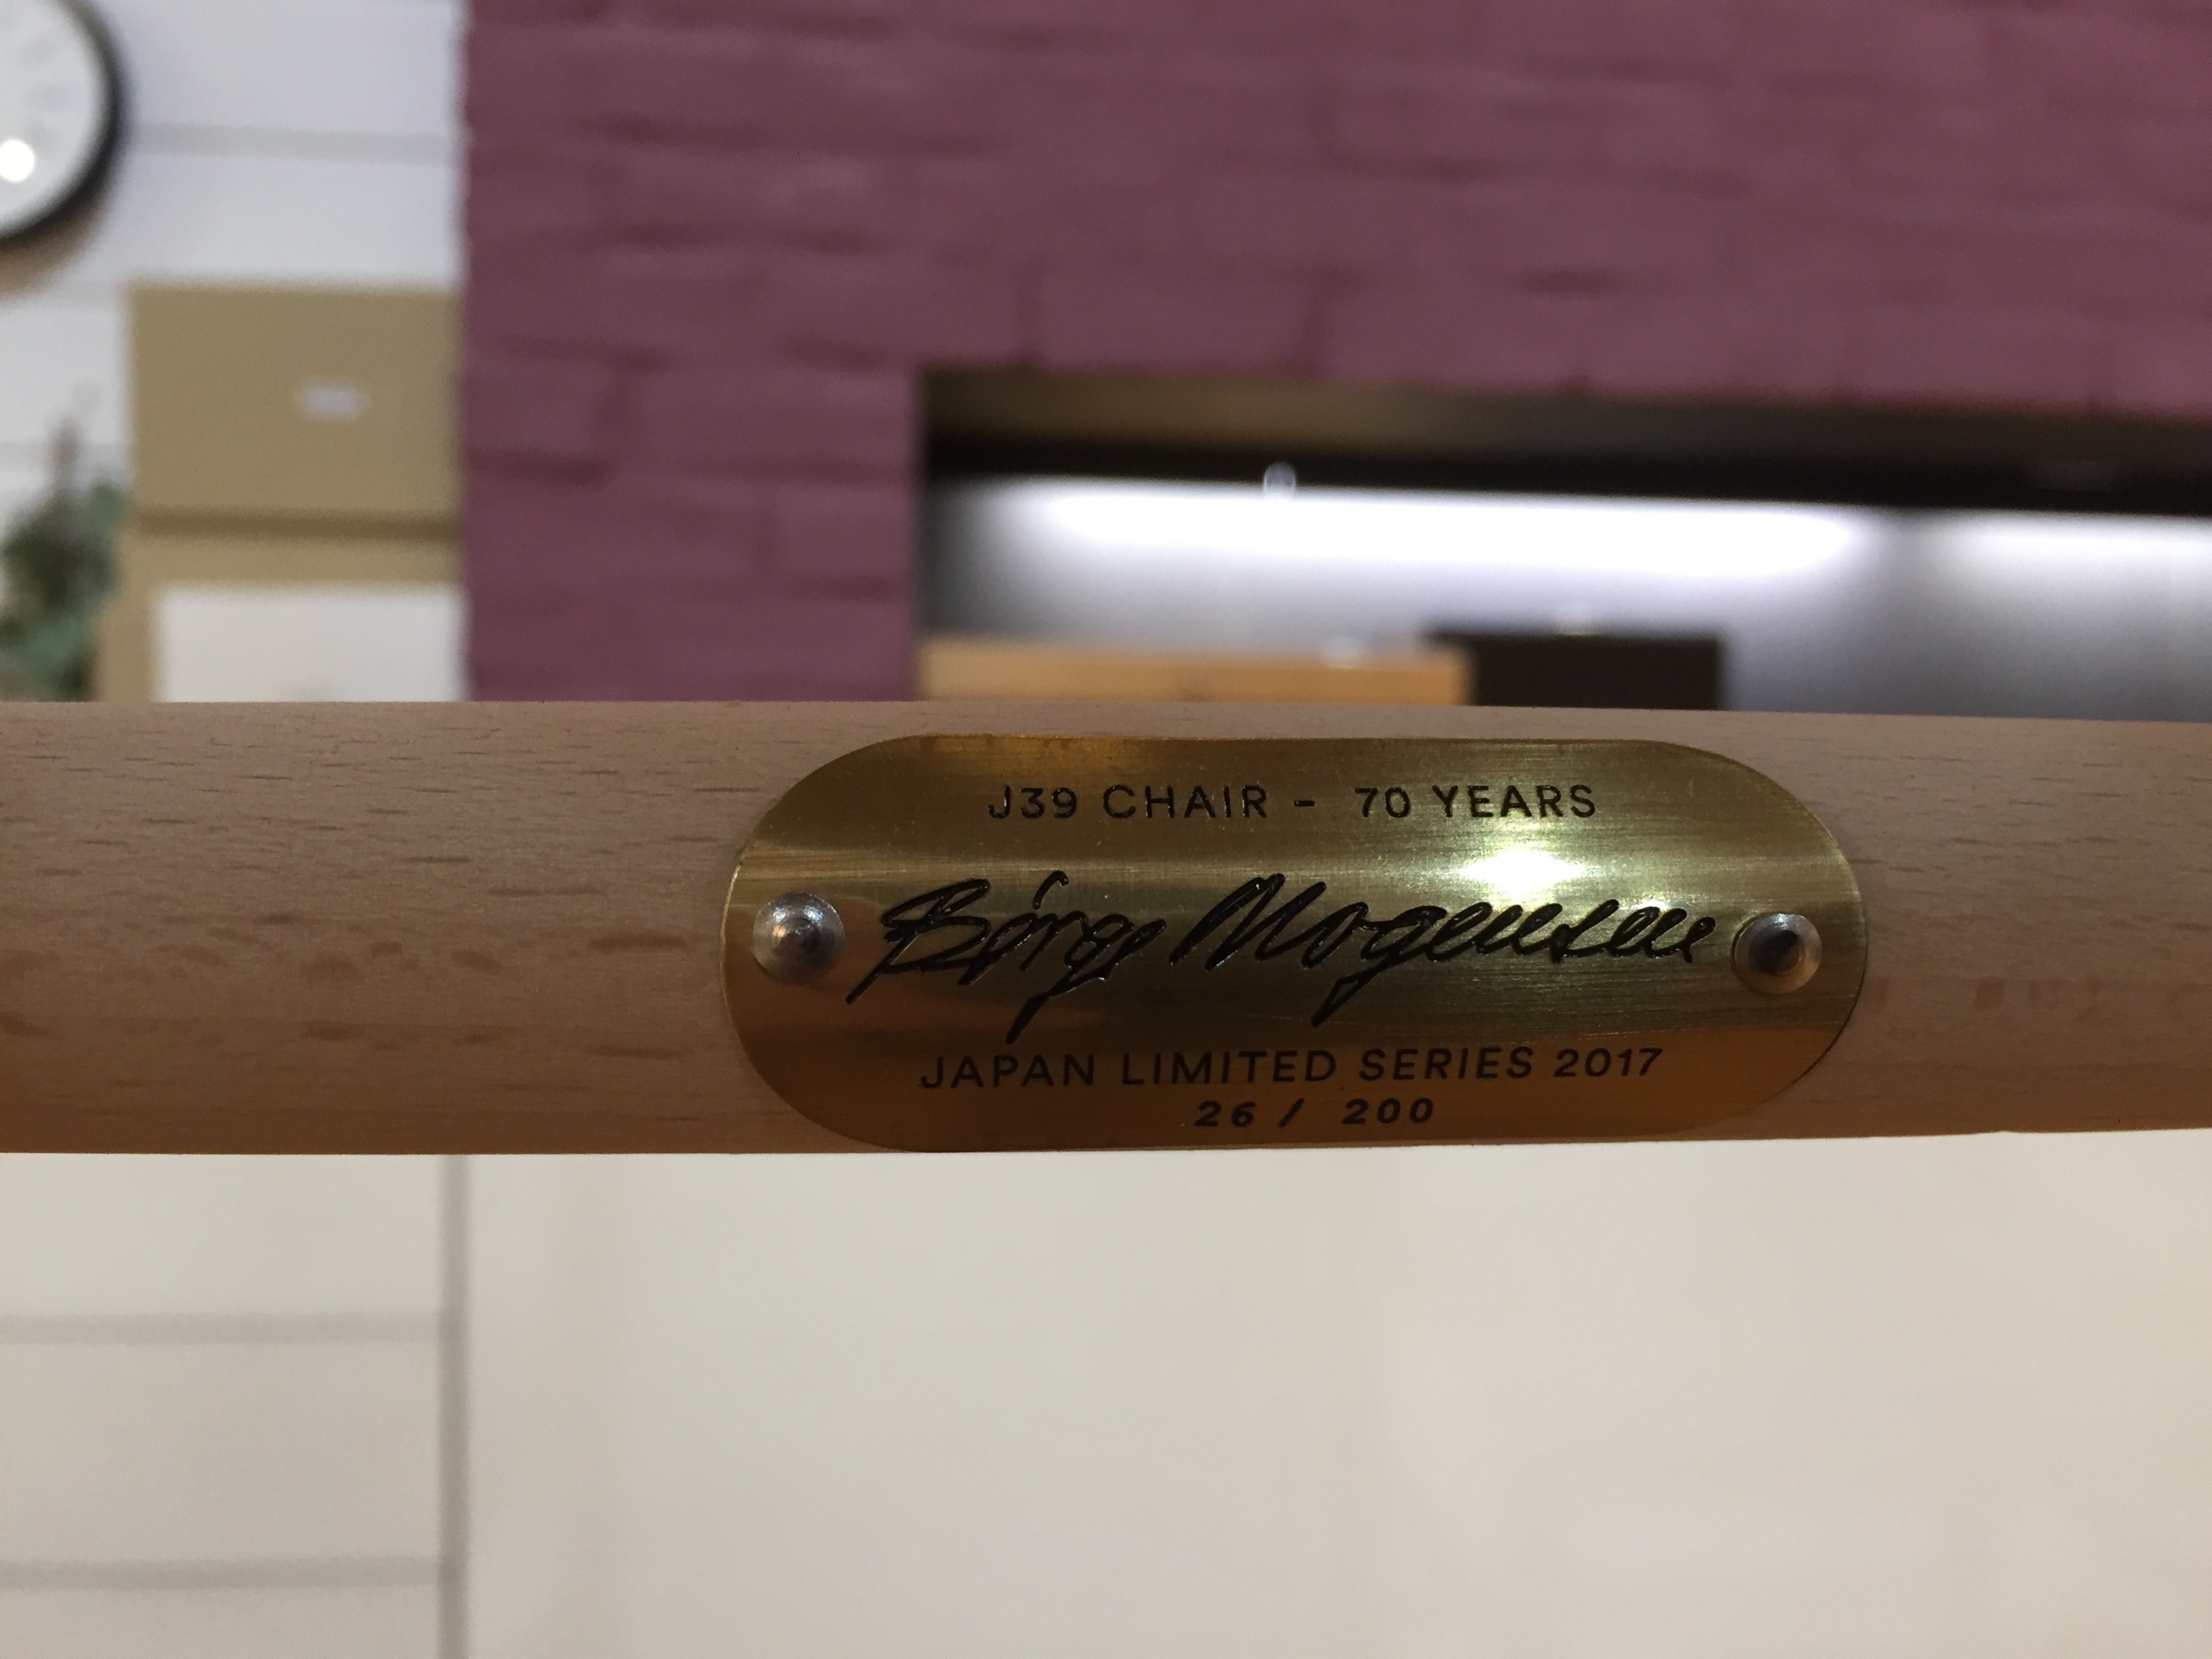 J39 CHAIR - 70 YEARS
Børge Mogensen
JAPAN LIMITED SERIES 2017
26 / 200